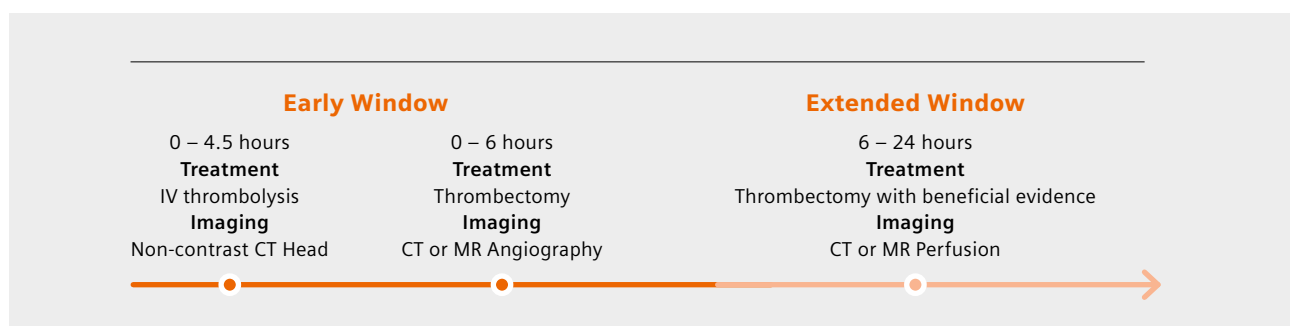 Early Window
0 – 4.5 hours
Treatment
IV thrombolysis
Imaging
Non-contrast CT Head
0 – 6 hours
Treatment
Thrombectomy
Imaging
CT or MR Angiography
Extended Window
6 – 24 hours
Treatment
Thrombectomy with beneficial evidence
Imaging
CT or MR Perfusion